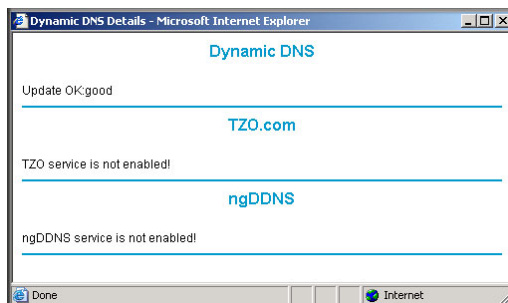 Dynamic DNS Details - Microsoft Internet Explorer
Dynamic DNS
Update OK:good
TZO.com
TZO service is not enabled!
ngDDNS
ngDDNS service is not enabled!
Done
Internet